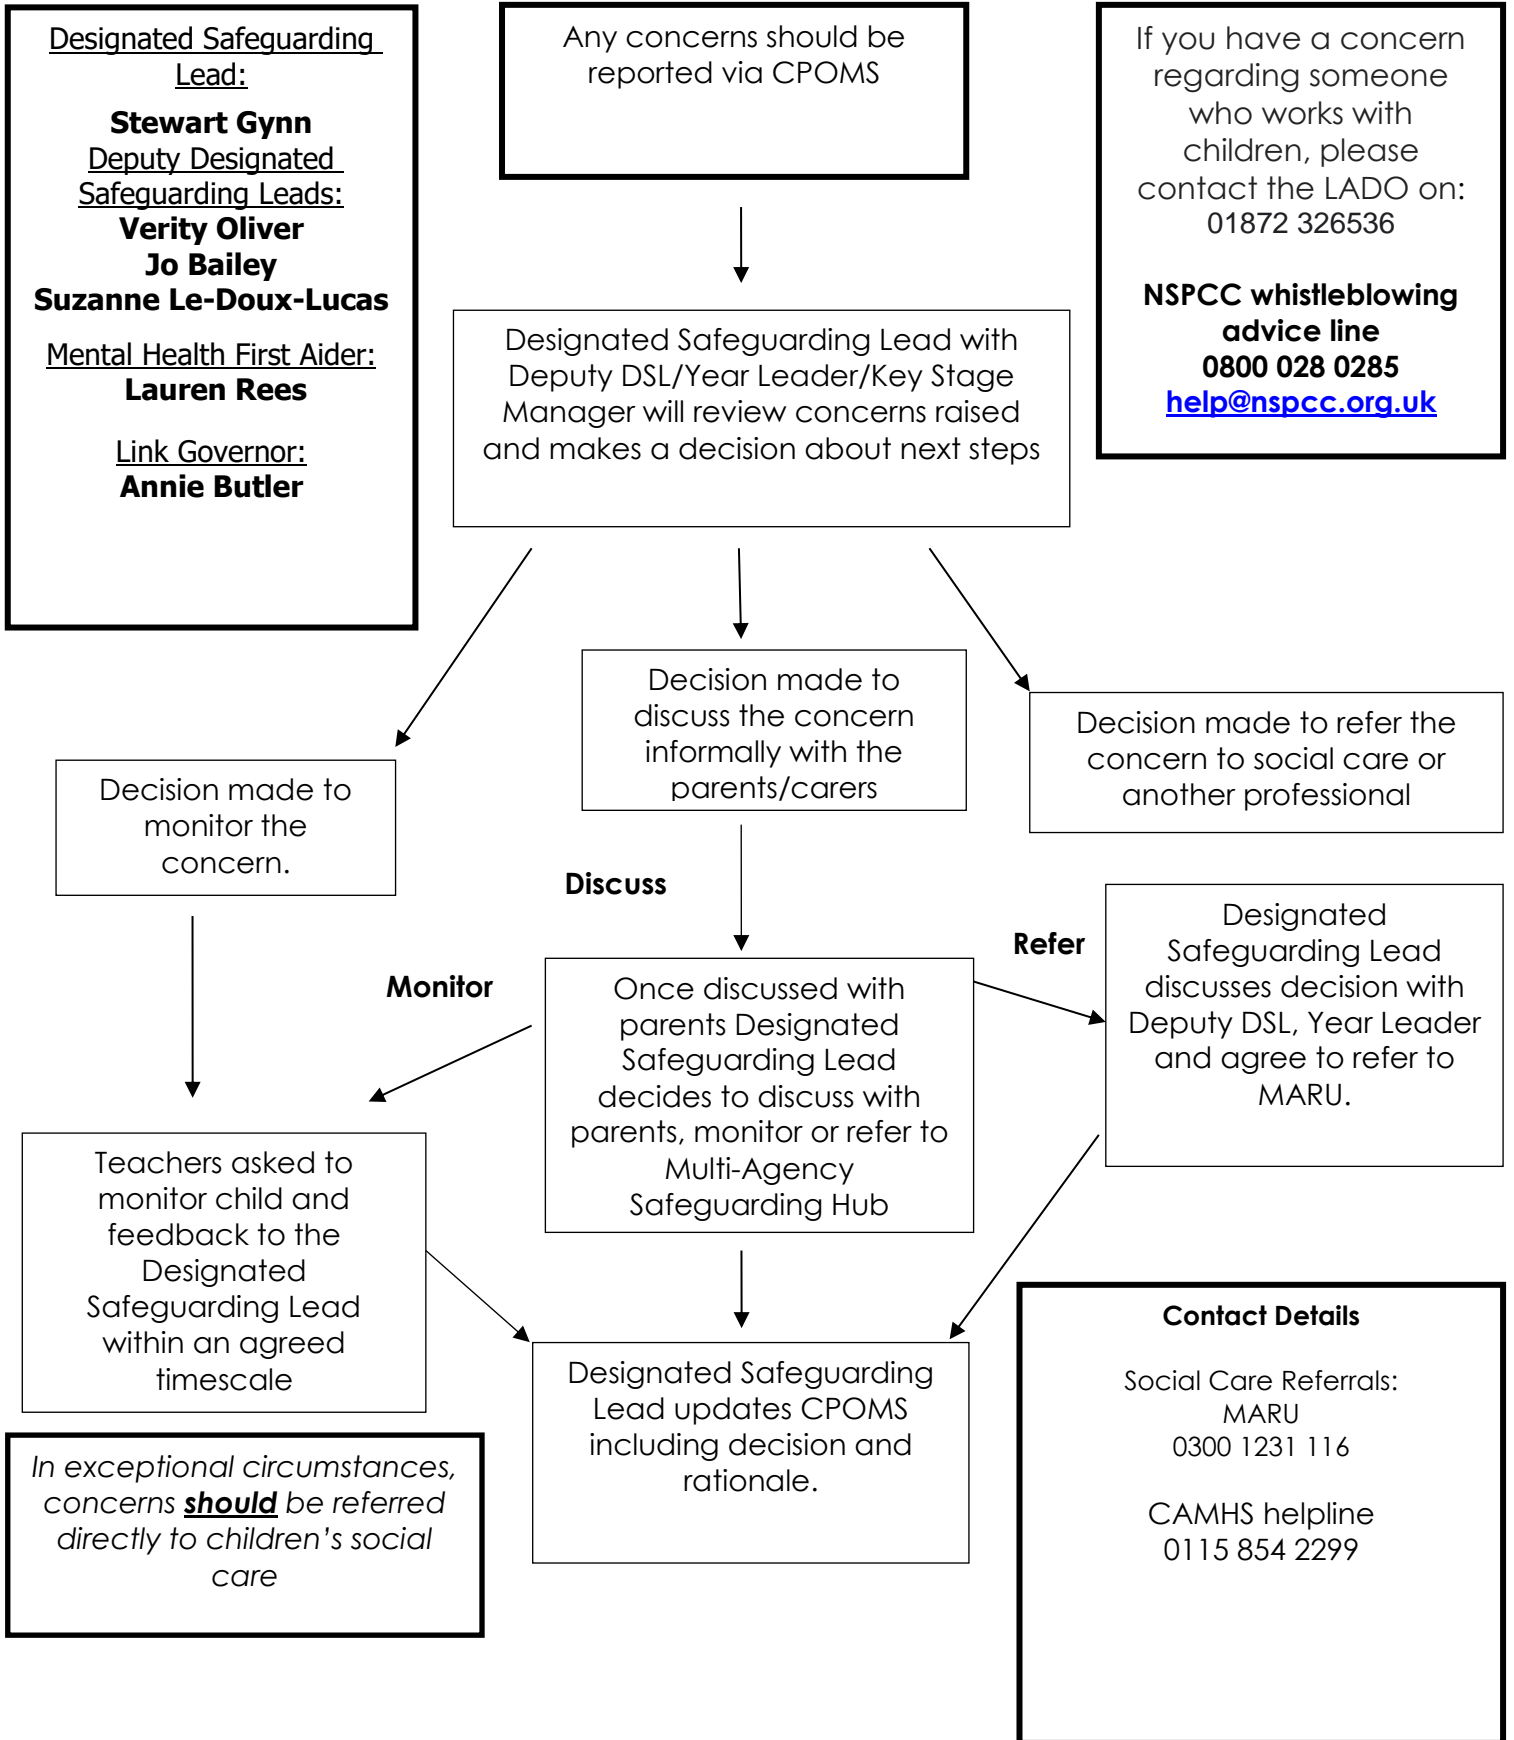 Designated Safeguarding
Lead:
Stewart Gynn
Deputy Designated
Safeguarding Leads:
Verity Oliver
Jo Bailey
Suzanne Le-Doux-Lucas
Mental Health First Aider:
Lauren Rees
Link Governor:
Annie Butler
Any concerns should be
reported via CPOMS
If you have a concern
regarding someone
who works with
children, please
contact the LADO on:
01872 326536
NSPCC whistleblowing
advice line
0800 028 0285
help@nspcc.org.uk
Designated Safeguarding Lead with
Deputy DSL/Year Leader/Key Stage
Manager will review concerns raised
and makes a decision about next steps
Decision made to
monitor the
concern.
Decision made to
discuss the concern
informally with the
parents/carers
Decision made to refer the
concern to social care or
another professional
Discuss
Monitor
Refer
Teachers asked to
monitor child and
feedback to the
Designated
Safeguarding Lead
within an agreed
timescale
Once discussed with
parents Designated
Safeguarding Lead
decides to discuss with
parents, monitor or refer to
Multi-Agency
Safeguarding Hub
Designated
Safeguarding Lead
discusses decision with
Deputy DSL, Year Leader
and agree to refer to
MARU.
Designated Safeguarding
Lead updates CPOMS
including decision and
rationale.
In exceptional circumstances,
concerns should be referred
directly to children’s social
care
Contact Details
Social Care Referrals:
MARU
0300 1231 116
CAMHS helpline
0115 854 2299